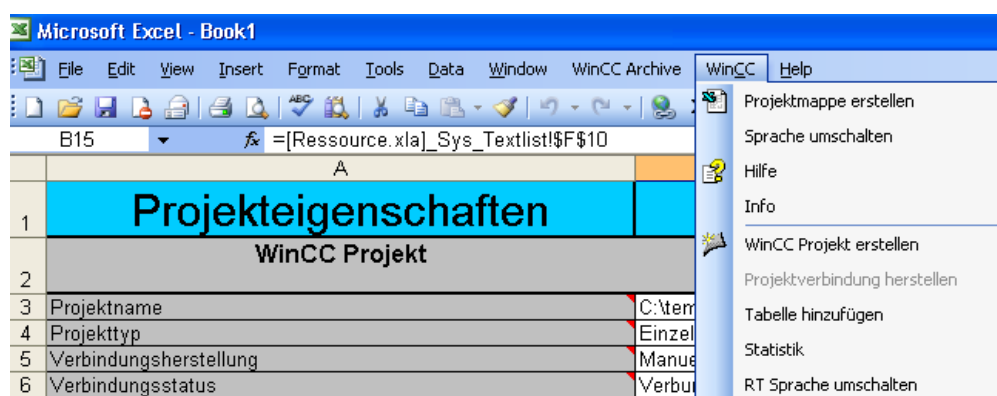 Microsoft Excel - Book1
File Edit View Insert Format Tools Data Window WinCC Archive WinCC Help
Projektmappe erstellen
ABC
Sprache umschalten
B15 fx =[Ressource.xla]_Sys_Textlist!$F$10
Hilfe
A
Info
1 Projekteigenschaften
WinCC Projekt erstellen
2 WinCC Projekt
Projektverbindung herstellen
3 Projektname C:\tem
Tabelle hinzufügen
4 Projekttyp Einzel
Statistik
5 Verbindungsherstellung Manue
6 Verbindungsstatus Verbu
RT Sprache umschalten